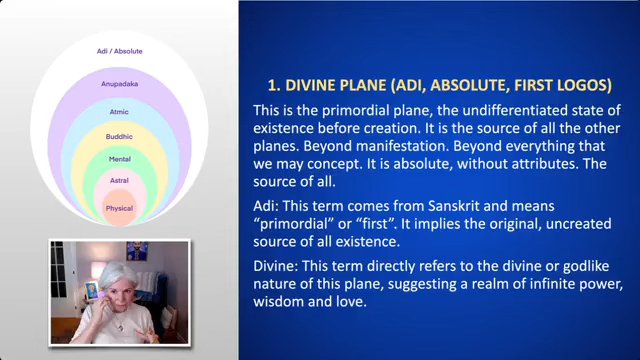 Adi / Absolute
Anupadaka
Atmic
Buddhic
Mental
Astral
Physical
1. DIVINE PLANE (ADI, ABSOLUTE, FIRST LOGOS)
This is the primordial plane, the undifferentiated state of
existence before creation. It is the source of all the other
planes. Beyond manifestation. Beyond everything that
we may concept. It is absolute, without attributes. The
source of all.
Adi: This term comes from Sanskrit and means
“primordial” or “first”. It implies the original, uncreated
source of all existence.
Divine: This term directly refers to the divine or godlike
nature of this plane, suggesting a realm of infinite power,
wisdom and love.